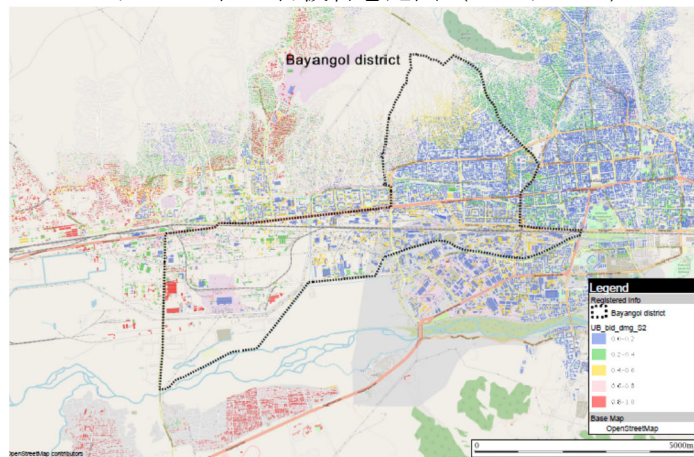 Bayangol district
Legend
Registered Info
Bayangol district
UB_bld_dmg_S2
0.0-0.2
0.2-0.4
0.4-0.6
0.6-0.8
0.8-1.0
Base Map
OpenStreetMap
0 5000m
OpenStreetMap contributors